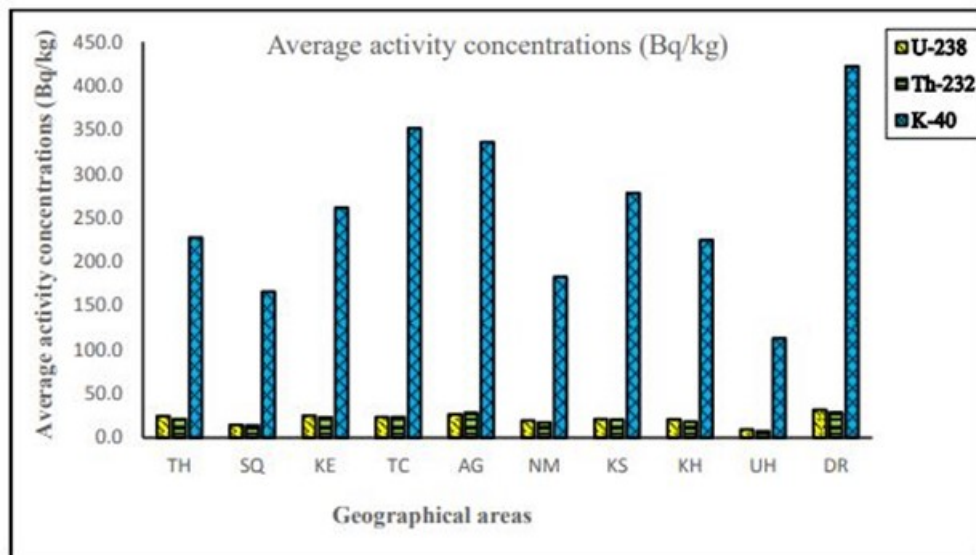 Average activity concentrations (Bq/kg)
Average activity concentrations (Bq/kg)
450.0
400.0
350.0
300.0
250.0
200.0
150.0
100.0
50.0
0.0
TH SQ KE TC AG NM KS KH UH DR
Geographical areas
U-238
Th-232
K-40